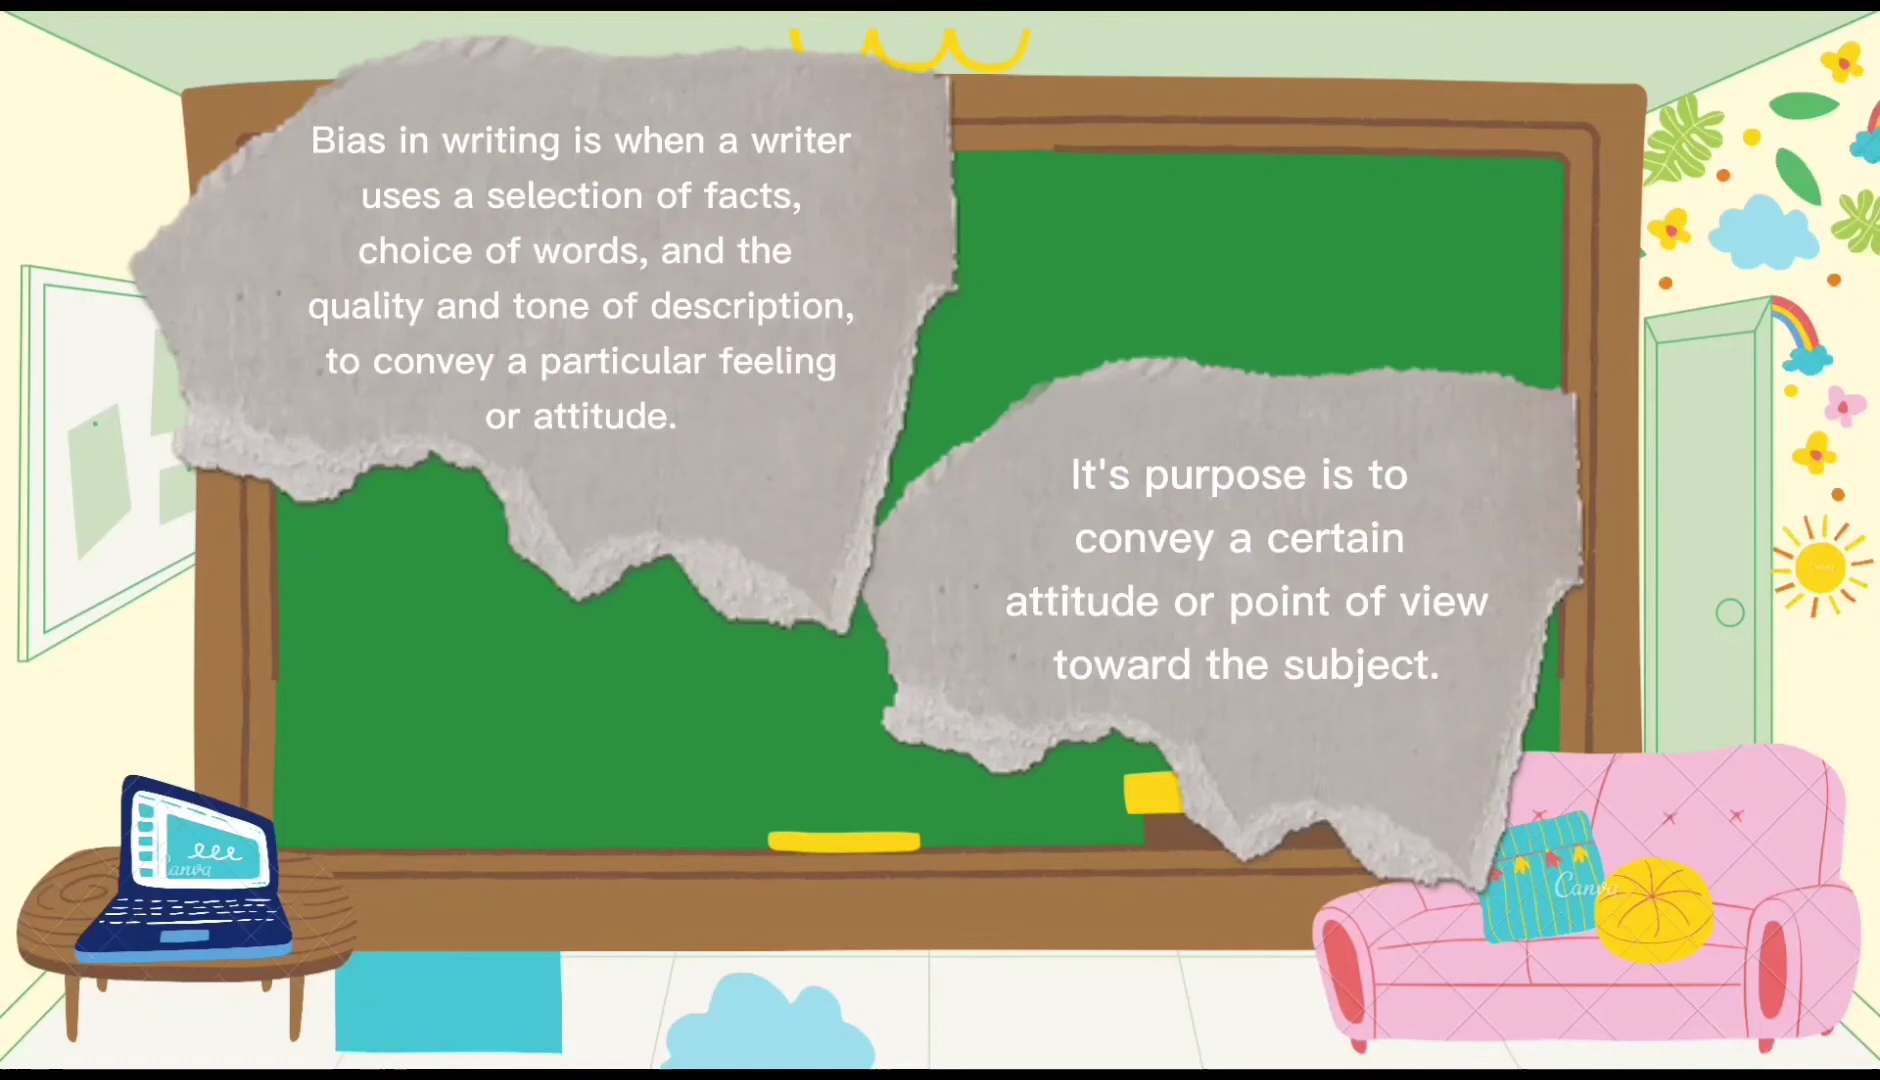 Bias in writing is when a writer
uses a selection of facts,
choice of words, and the
quality and tone of description,
to convey a particular feeling
or attitude.
It's purpose is to
convey a certain
attitude or point of view
toward the subject.
Canva
Canva